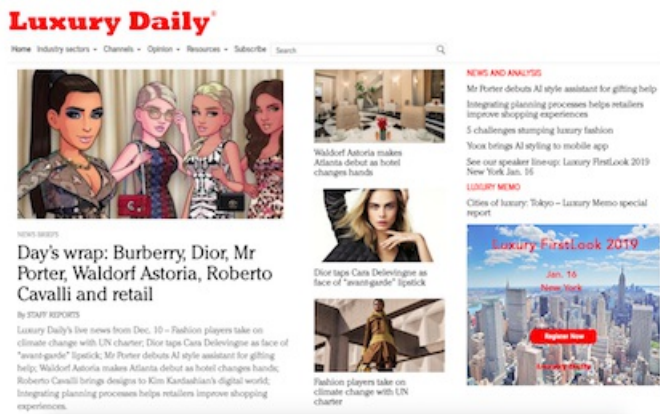 Luxury Daily®
Home Industry sectors Channels Opinion Resources Subscribe Search
NEWS BRIEFS
Day's wrap: Burberry, Dior, Mr
Porter, Waldorf Astoria, Roberto
Cavalli and retail
By STAFF REPORTS
Luxury Daily's live news from Dec. 10 – Fashion players take on
climate change with UN charter; Dior taps Cara Delevingne as face of
"avant-garde" lipstick; Mr Porter debuts AI style assistant for gifting
help; Waldorf Astoria makes Atlanta debut as hotel changes hands;
Roberto Cavalli brings designs to Kim Kardashian's digital world;
Integrating planning processes helps retailers improve shopping
experiences.
Waldorf Astoria makes
Atlanta debut as hotel
changes hands
Dior taps Cara Delevingne as
face of "avant-garde" lipstick
Fashion players take on
climate change with UN
charter
NEWS AND ANALYSIS
Mr Porter debuts AI style assistant for gifting help
Integrating planning processes helps retailers
improve shopping experiences
5 challenges stumping luxury fashion
Yoox brings AI styling to mobile app
See our speaker line-up: Luxury FirstLook 2019
New York Jan. 16
LUXURY MEMO
Cities of luxury: Tokyo – Luxury Memo special
report
Luxury FirstLook 2019
Jan. 16
New York
Register Now
Luxury Daily